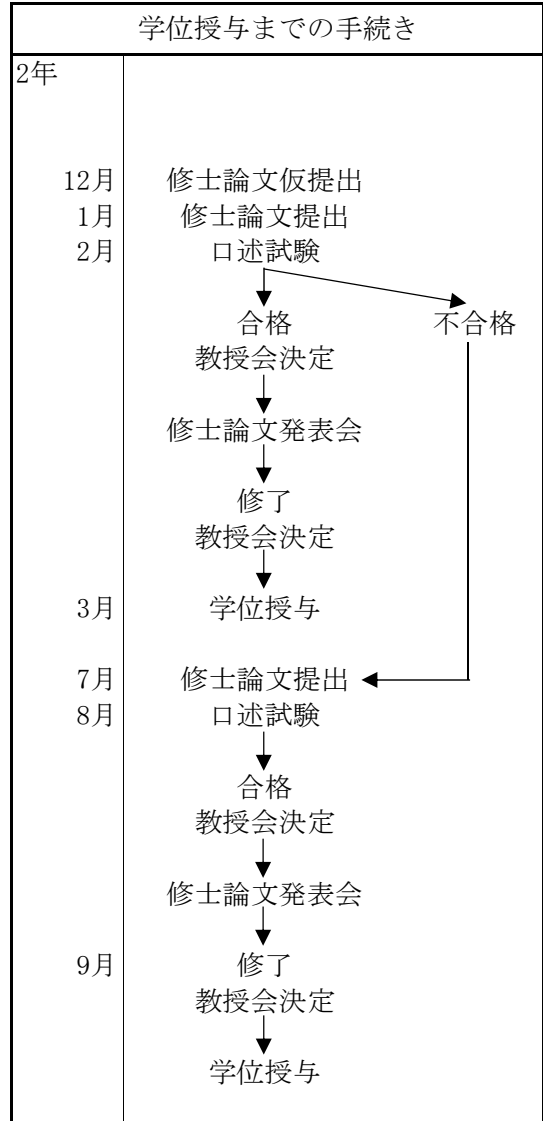 学位授与までの手続き
2年
12月 修士論文仮提出
1月 修士論文提出
2月 口述試験
合格 不合格
教授会決定
修士論文発表会
修了
教授会決定
3月 学位授与
7月 修士論文提出
8月 口述試験
合格
教授会決定
修士論文発表会
9月 修了
教授会決定
学位授与